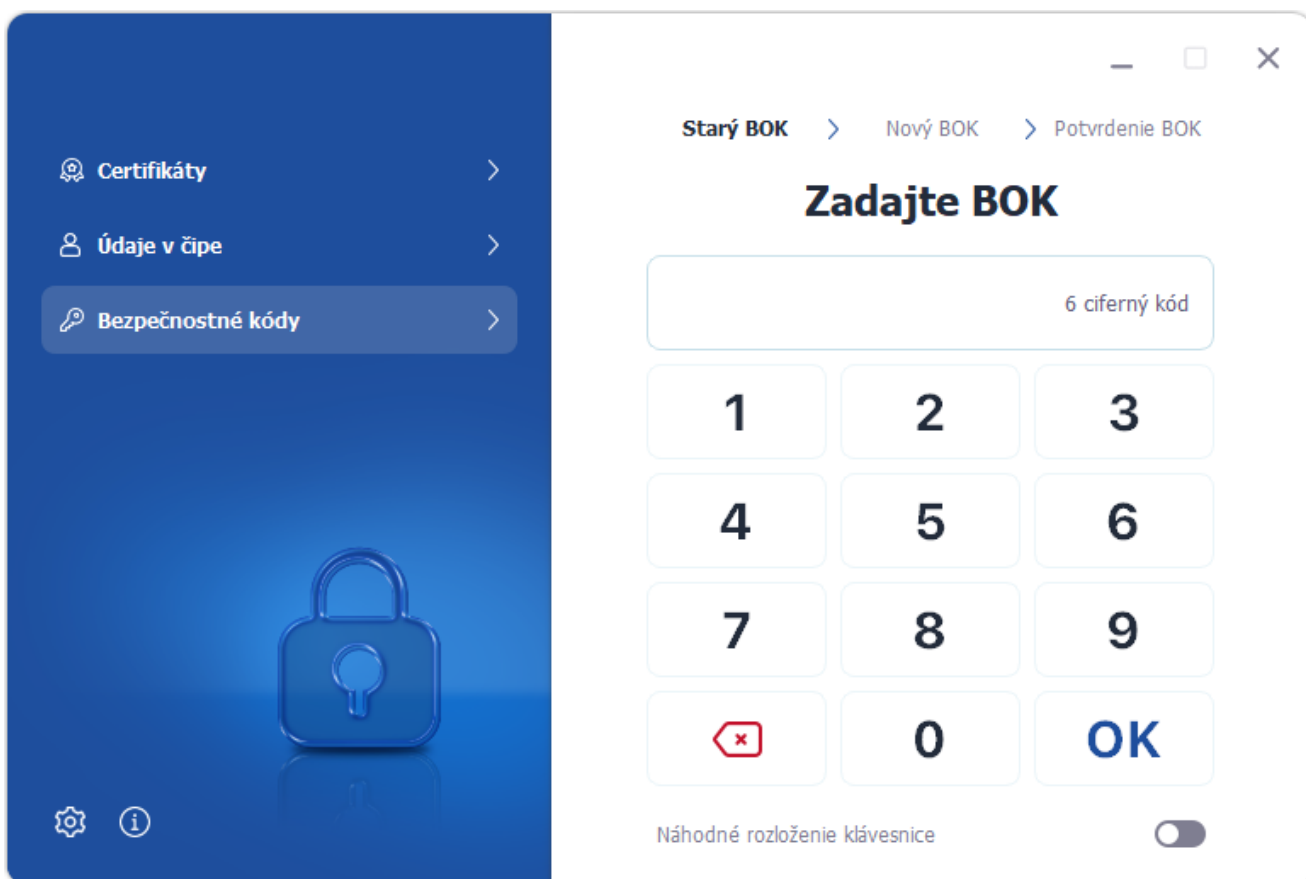 Certifikáty
Údaje v čipe
Bezpečnostné kódy
Starý BOK
Nový BOK
Potvrdenie BOK
Zadajte BOK
6 ciferný kód
1 2 3
4 5 6
7 8 9
0 OK
Náhodné rozloženie klávesnice